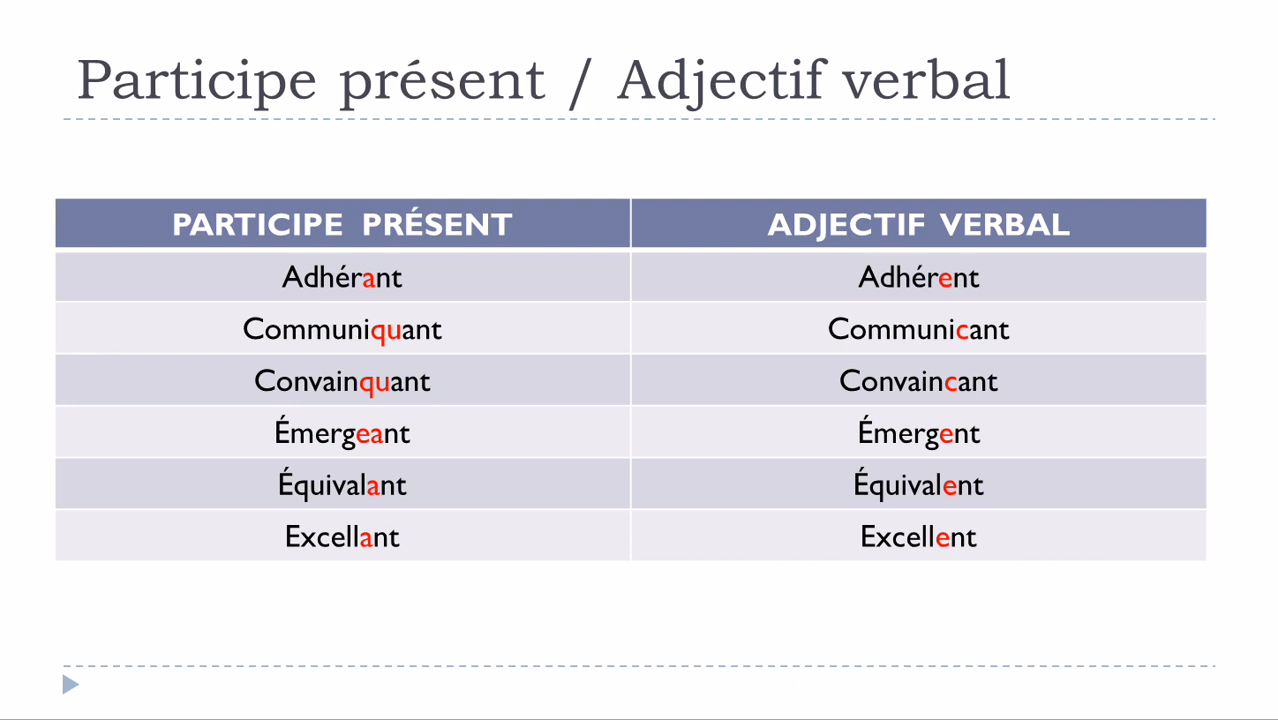 Participe présent / Adjectif verbal
PARTICIPE PRÉSENT ADJECTIF VERBAL
Adhérant Adhérent
Communiquant Communicant
Convainquant Convaincant
Émergeant Émergent
Équivalant Équivalent
Excellant Excellent